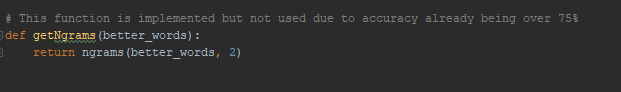 # This function is implemented but not used due to accuracy already being over 75%
def getNgrams(better_words):
    return ngrams(better_words, 2)